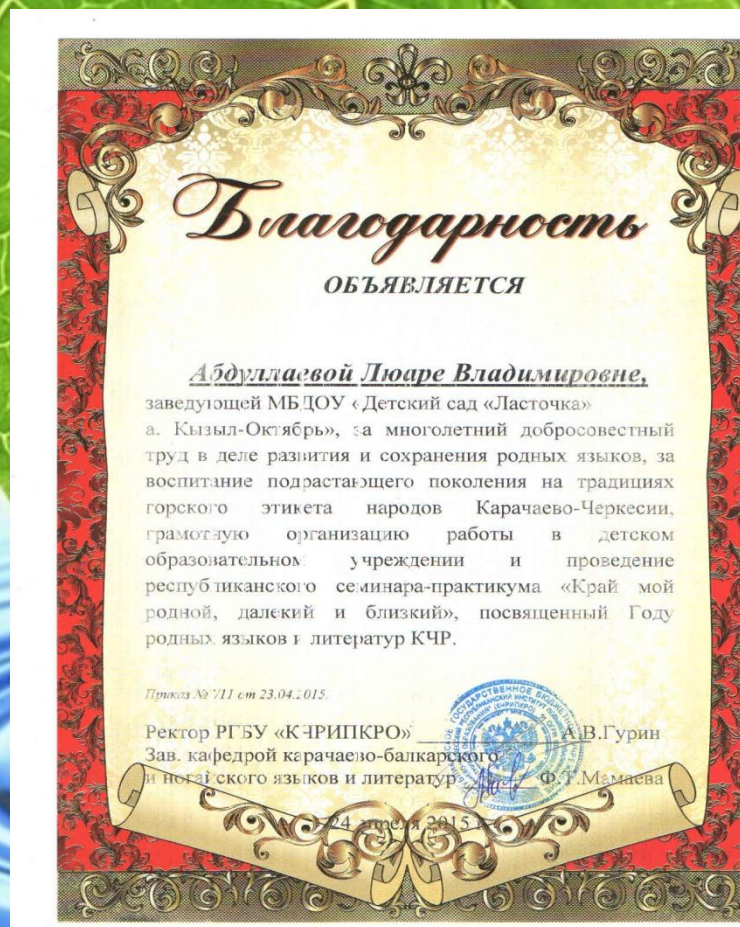 Благодарность
ОБЪЯВЛЯЕТСЯ
Абдуллаевой Люаре Владимировне,
заведующей МБДОУ «Детский сад «Ласточка»
а. Кызыл-Октябрь», за многолетний добросовестный
труд в деле развития и сохранения родных языков, за
воспитание подрастающего поколения на традициях
горского этикета народов Карачаево-Черкесии,
грамотную организацию работы в детском
образовательном учреждении и проведение
республиканского семинара-практикума «Край мой
родной, далекий и близкий», посвященный Году
родных языков и литератур КЧР.
Приказ № 711 от 23.04.2015.
Ректор РГБУ «КЧРИПКРО» А.В.Гурин
Зав. кафедрой карачаево-балкарского
и ногайского языков и литератур Ф.Т.Мамаева
24 апреля 2015 г.